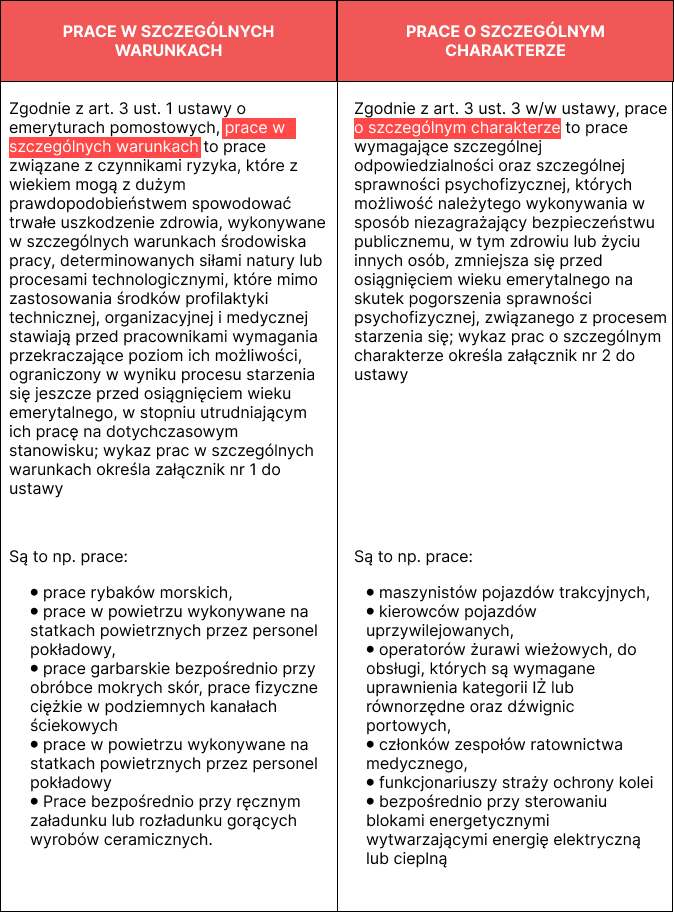 PRACE W SZCZEGÓLNYCH
WARUNKACH
Zgodnie z art. 3 ust. 1 ustawy o
emeryturach pomostowych, prace w
szczególnych warunkach to prace
związane z czynnikami ryzyka, które z
wiekiem mogą z dużym
prawdopodobieństwem spowodować
trwałe uszkodzenie zdrowia, wykonywane
w szczególnych warunkach środowiska
pracy, determinowanych siłami natury lub
procesami technologicznymi, które mimo
zastosowania środków profilaktyki
technicznej, organizacyjnej i medycznej
stawiają przed pracownikami wymagania
przekraczające poziom ich możliwości,
ograniczony w wyniku procesu starzenia
się jeszcze przed osiągnięciem wieku
emerytalnego, w stopniu utrudniającym
ich pracę na dotychczasowym
stanowisku; wykaz prac w szczególnych
warunkach określa załącznik nr 1 do
ustawy
Są to np. prace:
• prace rybaków morskich,
• prace w powietrzu wykonywane na
statkach powietrznych przez personel
pokładowy,
• prace garbarskie bezpośrednio przy
obróbce mokrych skór, prace fizyczne
ciężkie w podziemnych kanałach
ściekowych
• prace w powietrzu wykonywane na
statkach powietrznych przez personel
pokładowy
• Prace bezpośrednio przy ręcznym
załadunku lub rozładunku gorących
wyrobów ceramicznych.
PRACE O SZCZEGÓLNYM
CHARAKTERZE
Zgodnie z art. 3 ust. 3 w/w ustawy, prace
o szczególnym charakterze to prace
wymagające szczególnej
odpowiedzialności oraz szczególnej
sprawności psychofizycznej, których
możliwość należytego wykonywania w
sposób niezagrażający bezpieczeństwu
publicznemu, w tym zdrowiu lub życiu
innych osób, zmniejsza się przed
osiągnięciem wieku emerytalnego na
skutek pogorszenia sprawności
psychofizycznej, związanego z procesem
starzenia się; wykaz prac o szczególnym
charakterze określa załącznik nr 2 do
ustawy
Są to np. prace:
• maszynistów pojazdów trakcyjnych,
• kierowców pojazdów
uprzywilejowanych,
• operatorów żurawi wieżowych, do
obsługi, których są wymagane
uprawnienia kategorii IŻ lub
równorzędne oraz dźwignic
portowych,
• członków zespołów ratownictwa
medycznego,
• funkcjonariuszy straży ochrony kolei
• bezpośrednio przy sterowaniu
blokami energetycznymi
wytwarzającymi energię elektryczną
lub cieplną